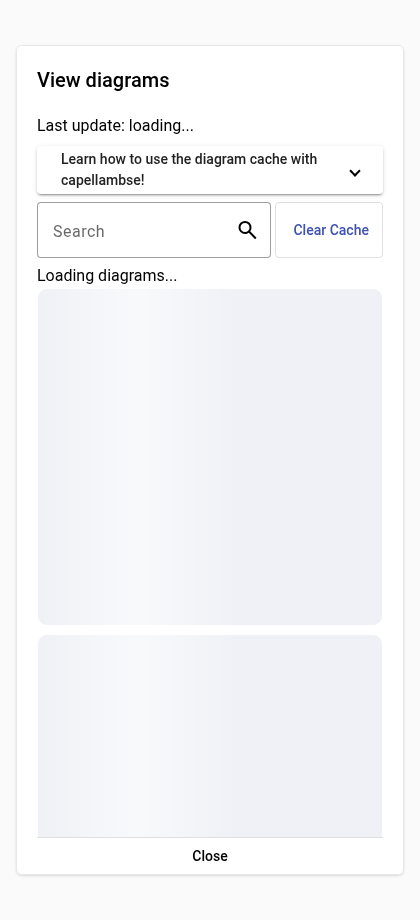 View diagrams
Last update: loading...
Learn how to use the diagram cache with
capellambse!
Search
Clear Cache
Loading diagrams...
Close